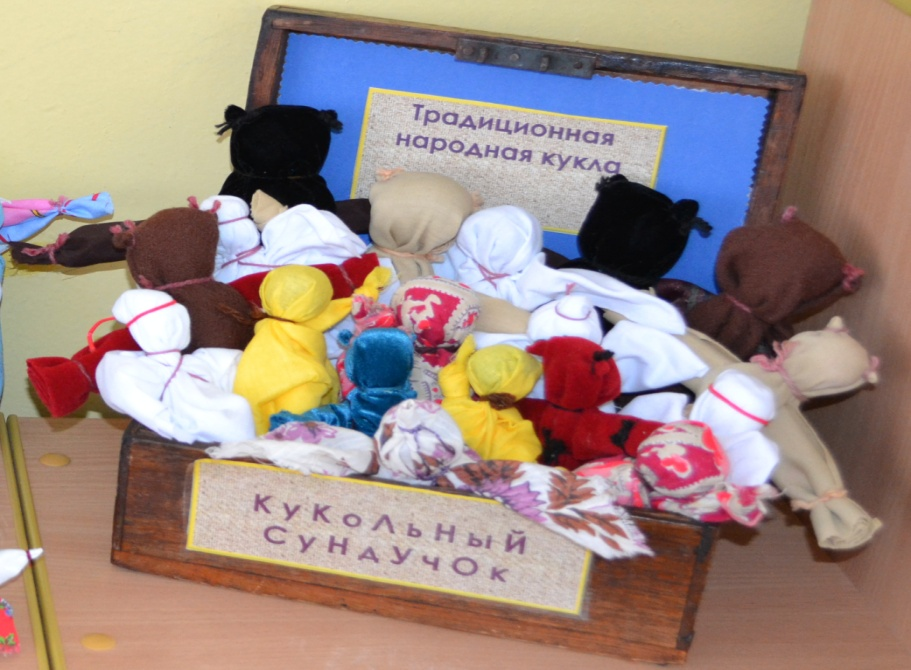 Традиционная
народная кукла
КуКоЛьНыЙ
СуНдУчОк